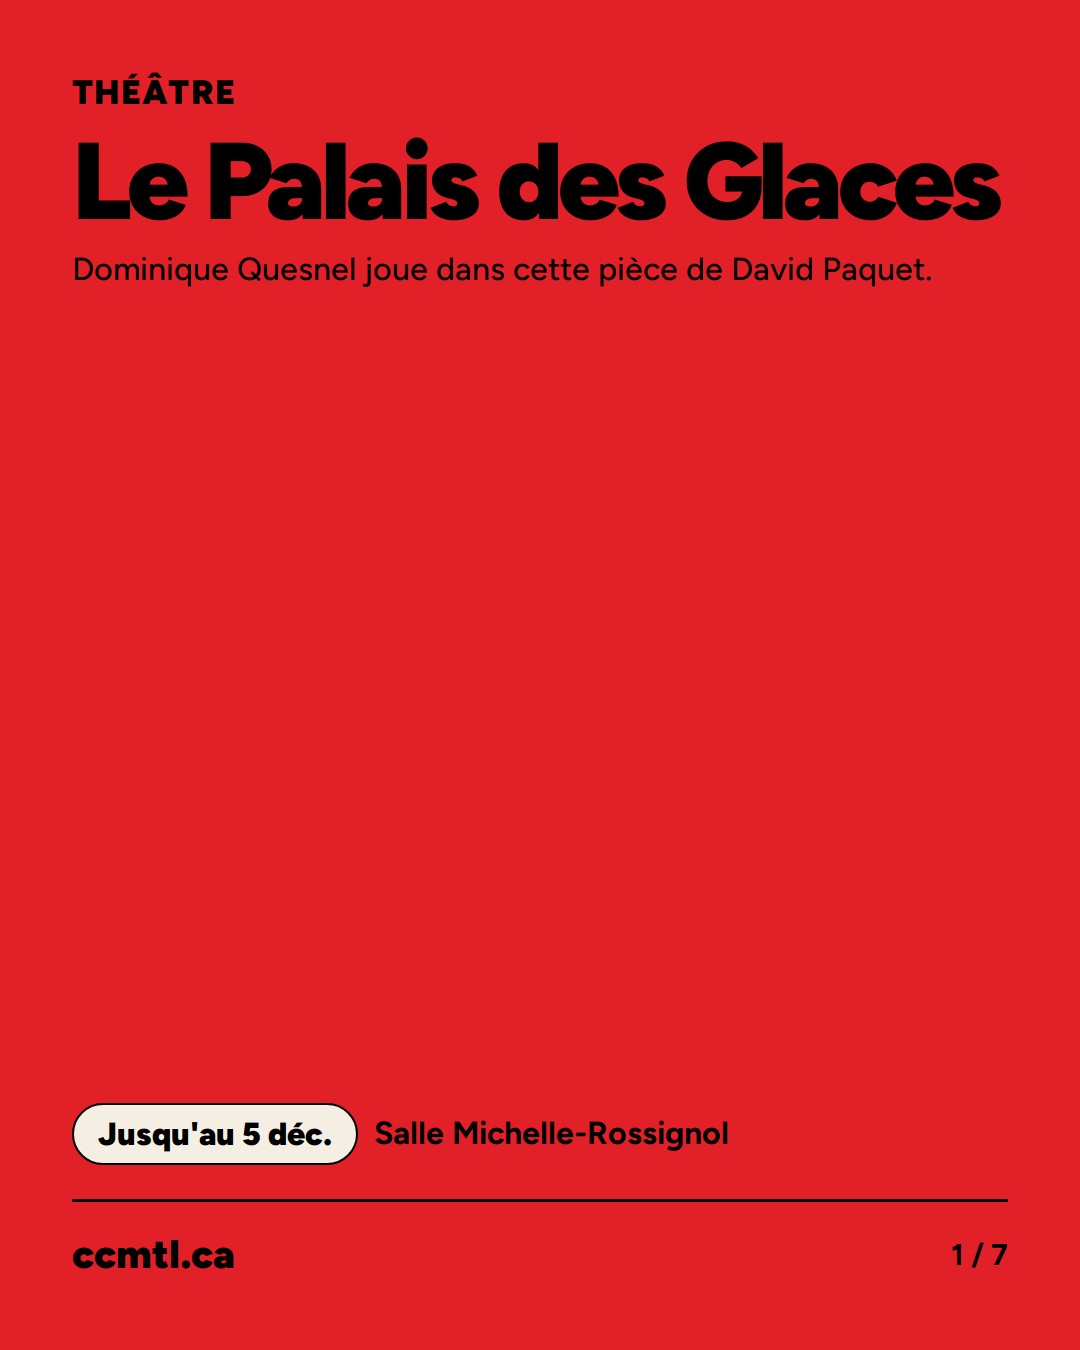 THÉÂTRE
Le Palais des Glaces
Dominique Quesnel joue dans cette pièce de David Paquet.
Jusqu'au 5 déc. Salle Michelle-Rossignol
ccmtl.ca 1 / 7